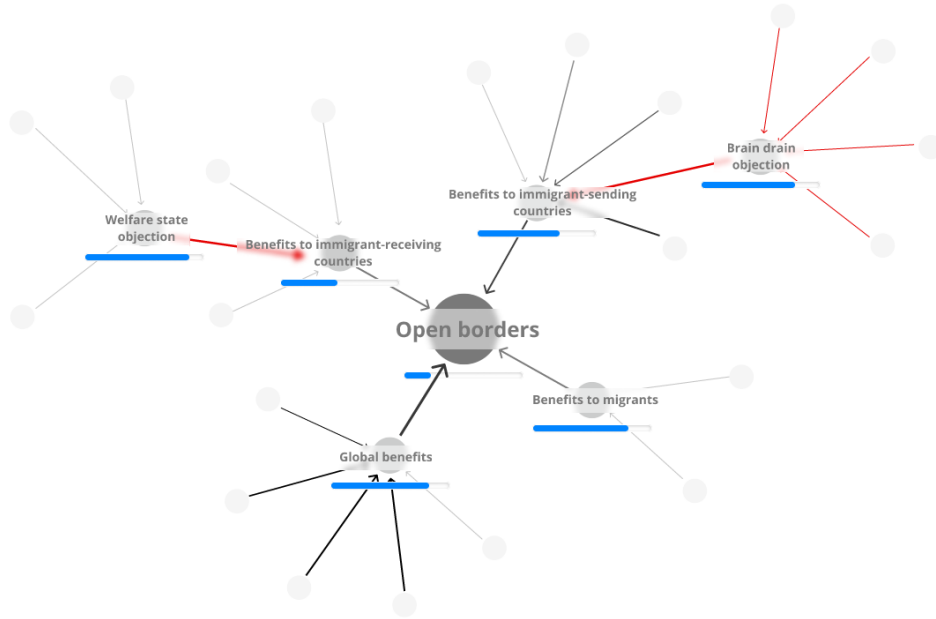 Brain drain
objection
Benefits to immigrant-sending
countries
Welfare state
objection
Benefits to immigrant-receiving
countries
Open borders
Benefits to migrants
Global benefits